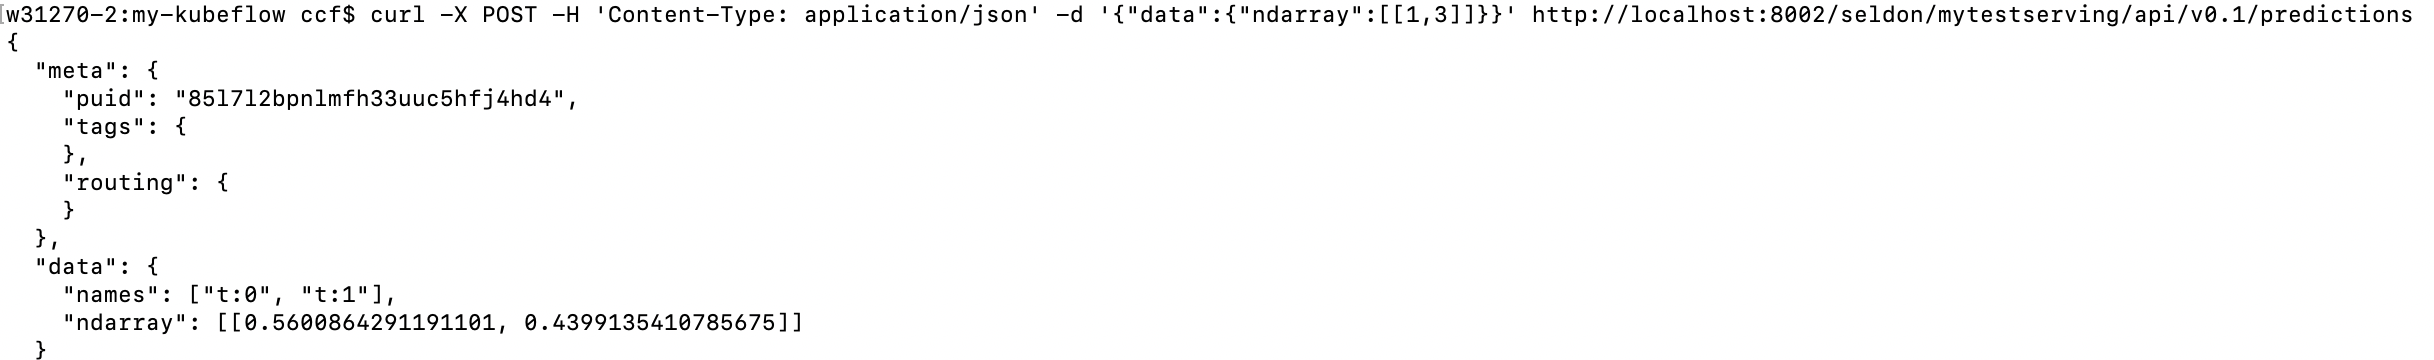 w31270-2:my-kubeflow ccf$ curl -X POST -H 'Content-Type: application/json' -d '{"data":{"ndarray":[[1,3]]}}' http://localhost:8002/seldon/mytestserving/api/v0.1/predictions
{
  "meta": {
    "puid": "85l7l2bpnlmfh33uuc5hfj4hd4",
    "tags": {
    },
    "routing": {
    }
  },
  "data": {
    "names": ["t:0", "t:1"],
    "ndarray": [[0.5600864291191101, 0.4399135410785675]]
  }